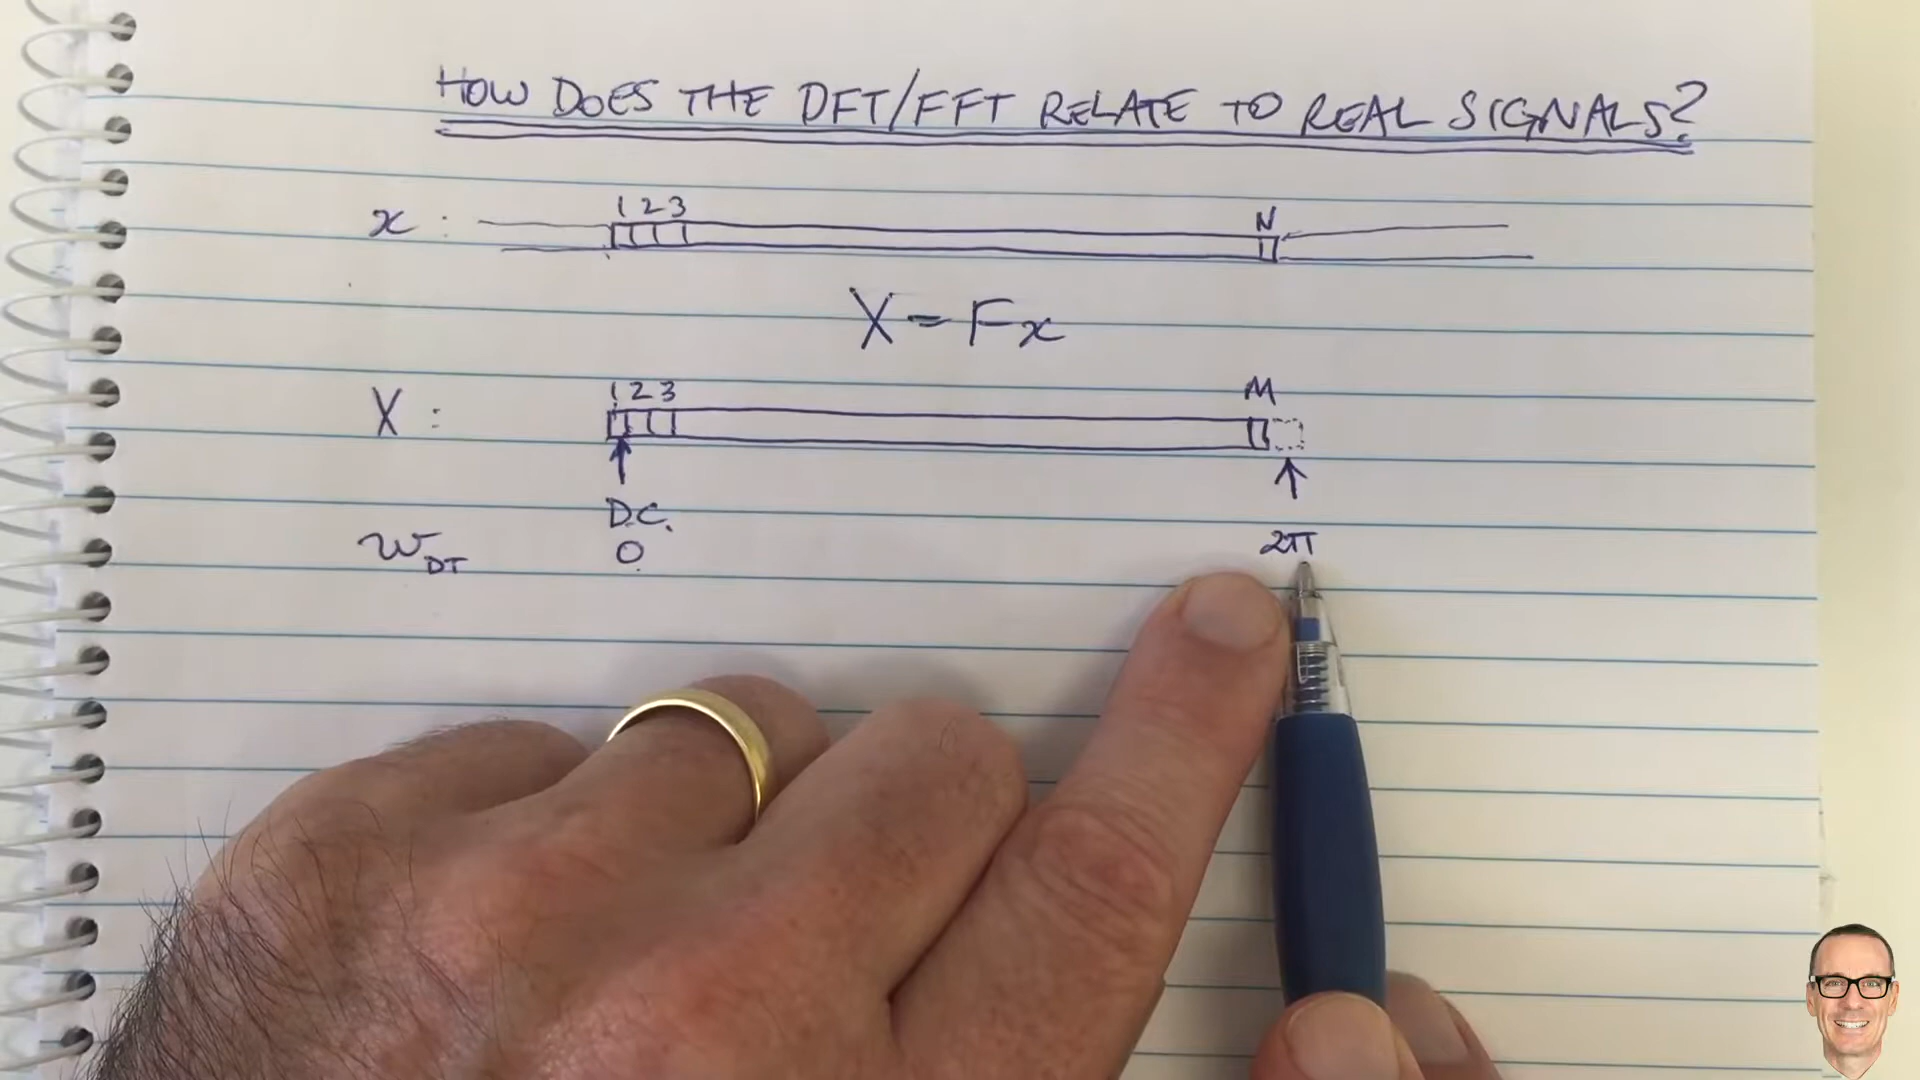 HOW DOES THE DFT/FFT RELATE TO REAL SIGNALS?
1 2 3 N
x :
X = Fx
1 2 3 M
X :
D.C.
ω_DT 0 2π